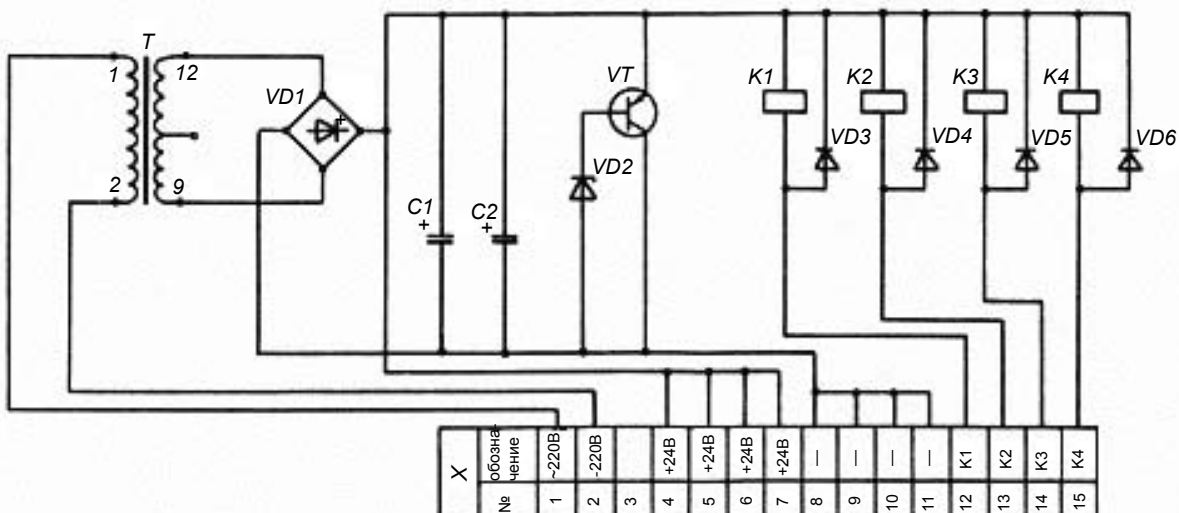 T
1
12
2
9
VD1
+
C1
+
C2
+
VT
VD2
K1
K2
K3
K4
VD3
VD4
VD5
VD6
X
обозна-
чение
~220В
-220В
+24В
+24В
+24В
+24В
—
—
—
—
К1
К2
К3
К4
№
1
2
3
4
5
6
7
8
9
10
11
12
13
14
15